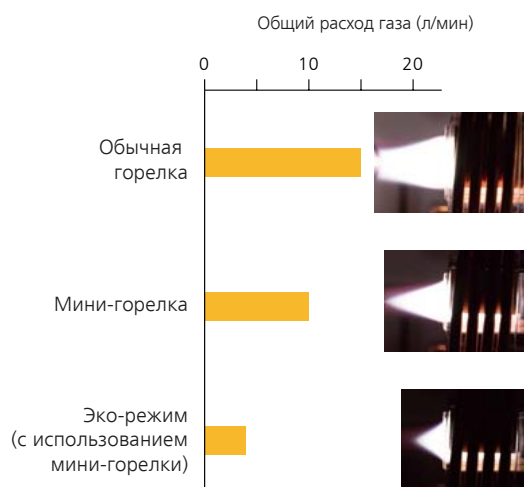 Общий расход газа (л/мин)
0 10 20
Обычная
горелка
Мини-горелка
Эко-режим
(с использованием
мини-горелки)